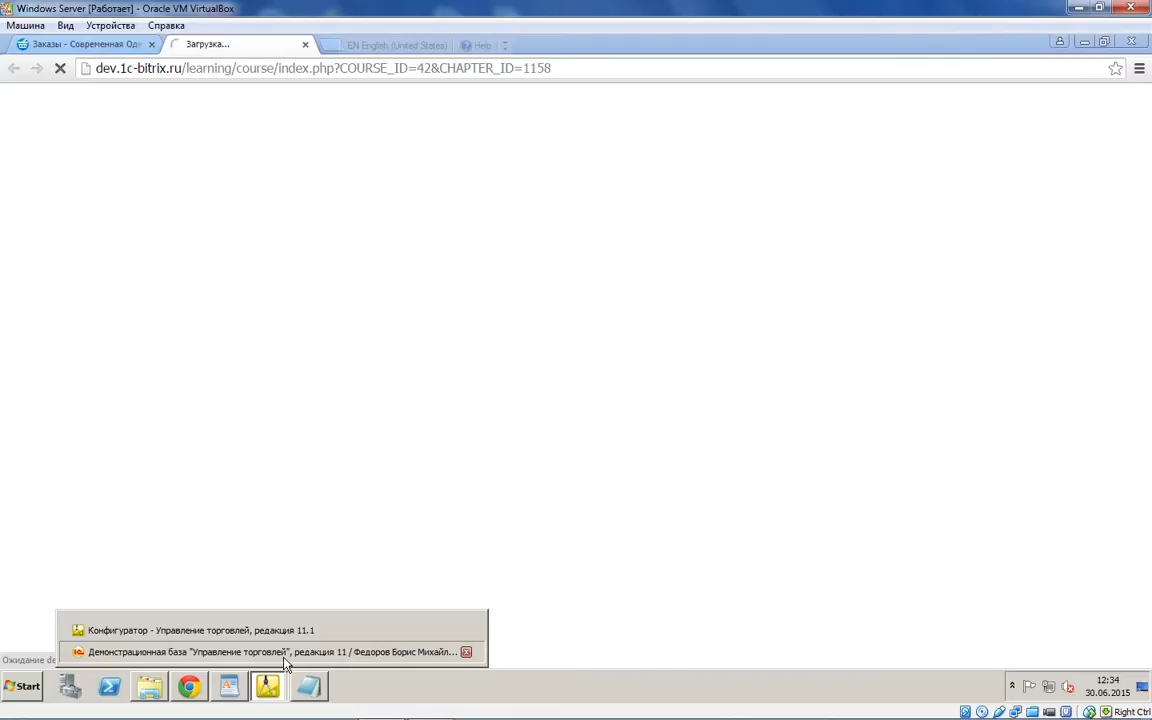 Windows Server [Работает] - Oracle VM VirtualBox
Машина Вид Устройства Справка
Заказы - Современная Од
Загрузка...
EN English (United States) Help
dev.1c-bitrix.ru/learning/course/index.php?COURSE_ID=42&CHAPTER_ID=1158
Конфигуратор - Управление торговлей, редакция 11.1
Демонстрационная база "Управление торговлей", редакция 11 / Федоров Борис Михайл...
Ожидание de
Start
12:34
30.06.2015
Right Ctrl